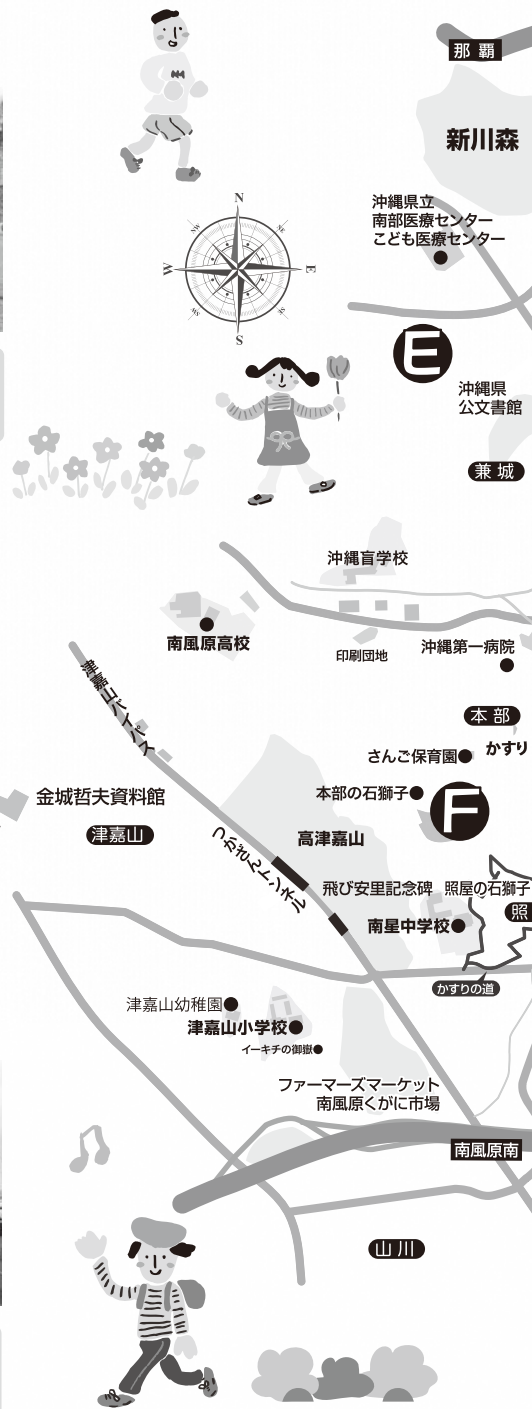 那覇
新川森
沖縄県立
南部医療センター
こども医療センター
N
NW
NE
W
E
SW
S
E
沖縄県
公文書館
兼城
沖縄盲学校
南風原高校
印刷団地
沖縄第一病院
津嘉山バイパス
本部
かすり
さんご保育園
金城哲夫資料館
本部の石獅子
F
津嘉山
つかざんトンネル
高津嘉山
飛び安里記念碑
照屋の石獅子
照
南星中学校
かすりの道
津嘉山幼稚園
津嘉山小学校
イーキチの御嶽
ファーマーズマーケット
南風原くがに市場
南風原南
山川